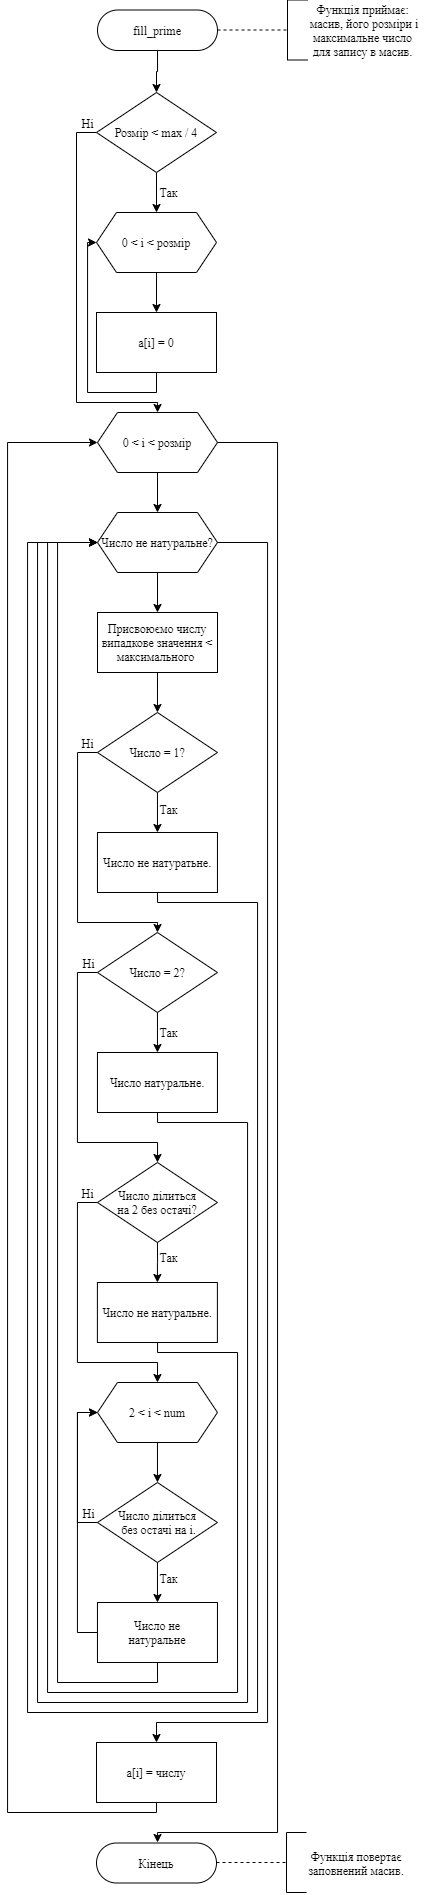 fill_prime
Функція приймає:
масив, його розміри і
максимальне число
для запису в масив.
Ні
Розмір < max / 4
Так
0 < i < розмір
a[i] = 0
0 < i < розмір
Число не натуральне?
Присвоюємо числу
випадкове значення <
максимального
Ні
Число = 1?
Так
Число не натуратьне.
Ні
Число = 2?
Так
Число натуральне.
Ні
Число ділиться
на 2 без остачі?
Так
Число не натуральне.
2 < i < num
Ні
Число ділиться
без остачі на i.
Так
Число не
натуральне
a[i] = числу
Кінець
Функція повертає
заповнений масив.